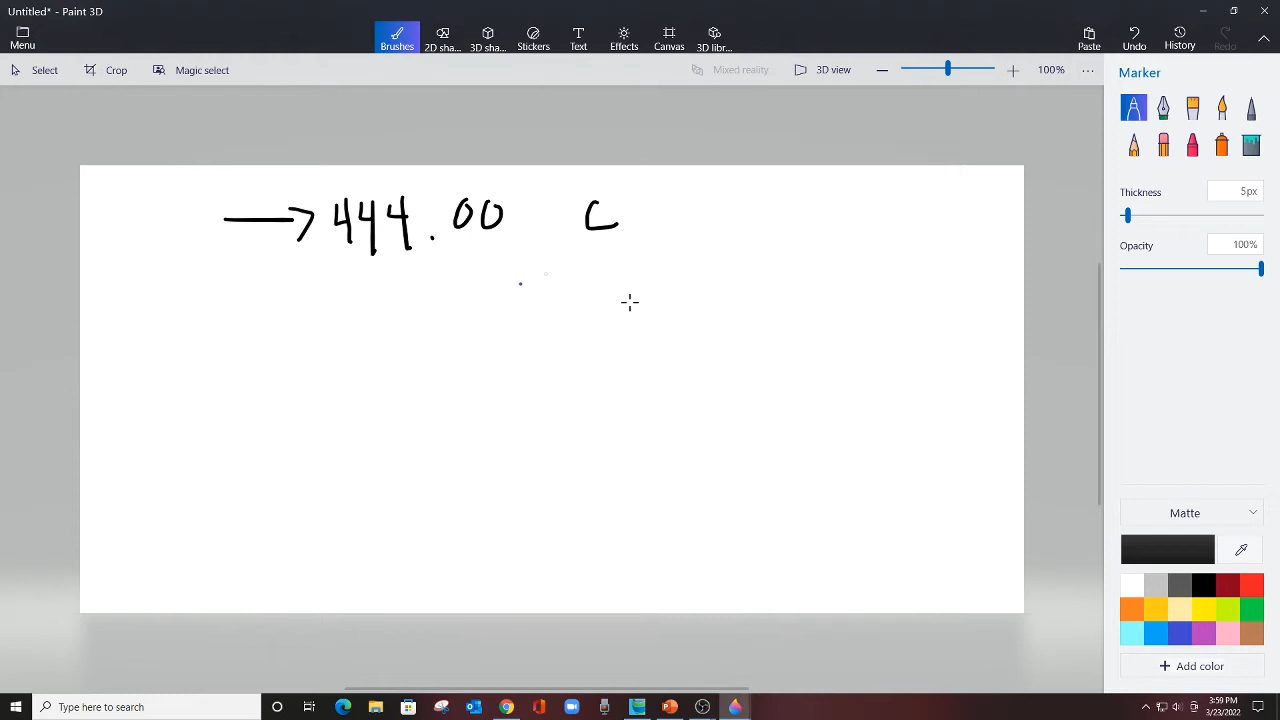 Untitled* - Paint 3D
Menu
Brushes 2D sha... 3D sha... Stickers Text Effects Canvas 3D libr... Paste Undo History Redo
Select Crop Magic select Mixed reality 3D view 100% ...
Marker
Thickness 5px
Opacity 100%
→ 444.00 C
Matte
+ Add color
Type here to search
3:59 PM
3/23/2022